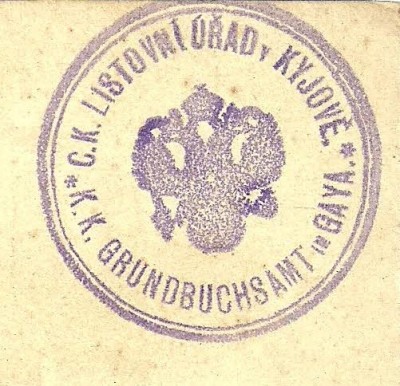 * C.K. LISTOVNÍ ÚŘAD v KYJOVĚ. *
K.K. GRUNDBUCHSAMT in GAYA.